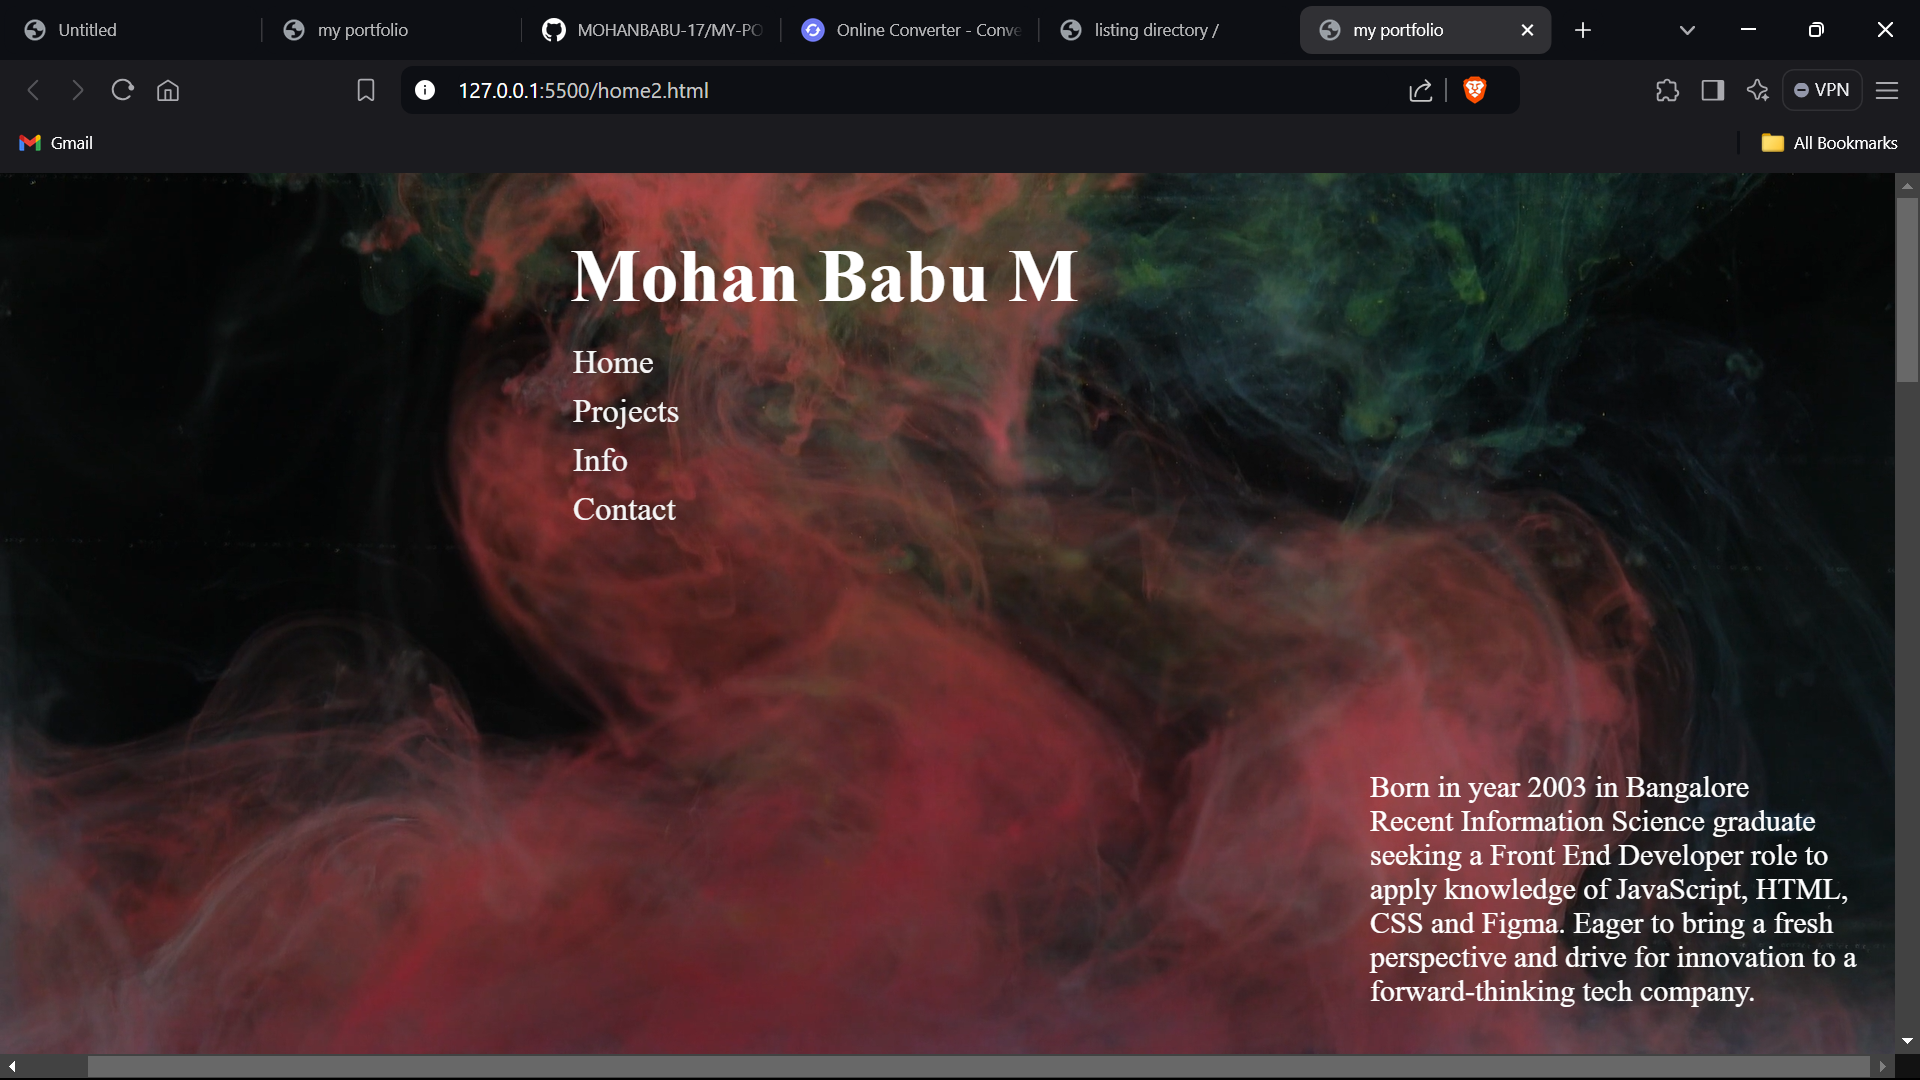 Untitled
my portfolio
MOHANBABU-17/MY-PO
Online Converter - Conve
listing directory /
my portfolio
127.0.0.1:5500/home2.html
VPN
Gmail
All Bookmarks
Mohan Babu M
Home
Projects
Info
Contact
Born in year 2003 in Bangalore
Recent Information Science graduate
seeking a Front End Developer role to
apply knowledge of JavaScript, HTML,
CSS and Figma. Eager to bring a fresh
perspective and drive for innovation to a
forward-thinking tech company.